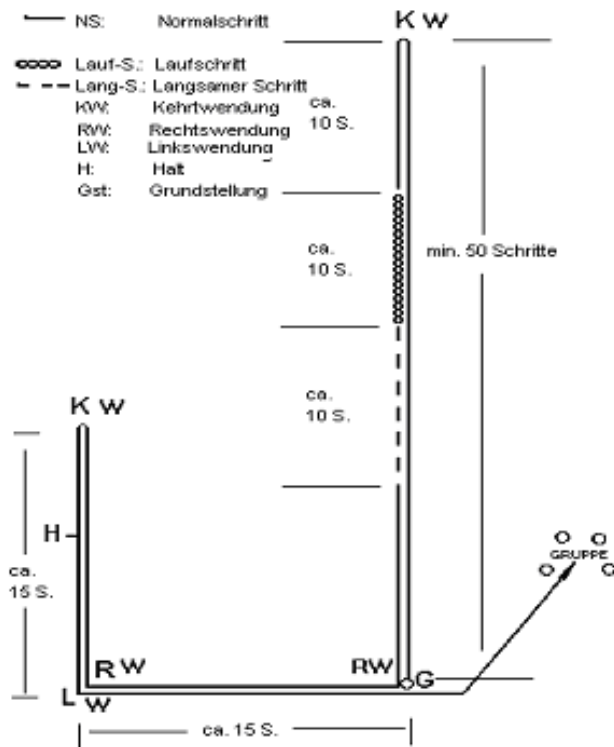 NS: Normalschritt
Lauf-S.: Laufschritt
Lang-S.: Langsamer Schritt
KW: Kehrtwendung
RW: Rechtswendung
LW: Linkswendung
H: Halt
Gst: Grundstellung
K W
ca.
10 S.
ca.
10 S.
min. 50 Schritte
ca.
10 S.
K W
H
ca.
15 S.
GRUPPE
R W
RW
G
L W
ca. 15 S.